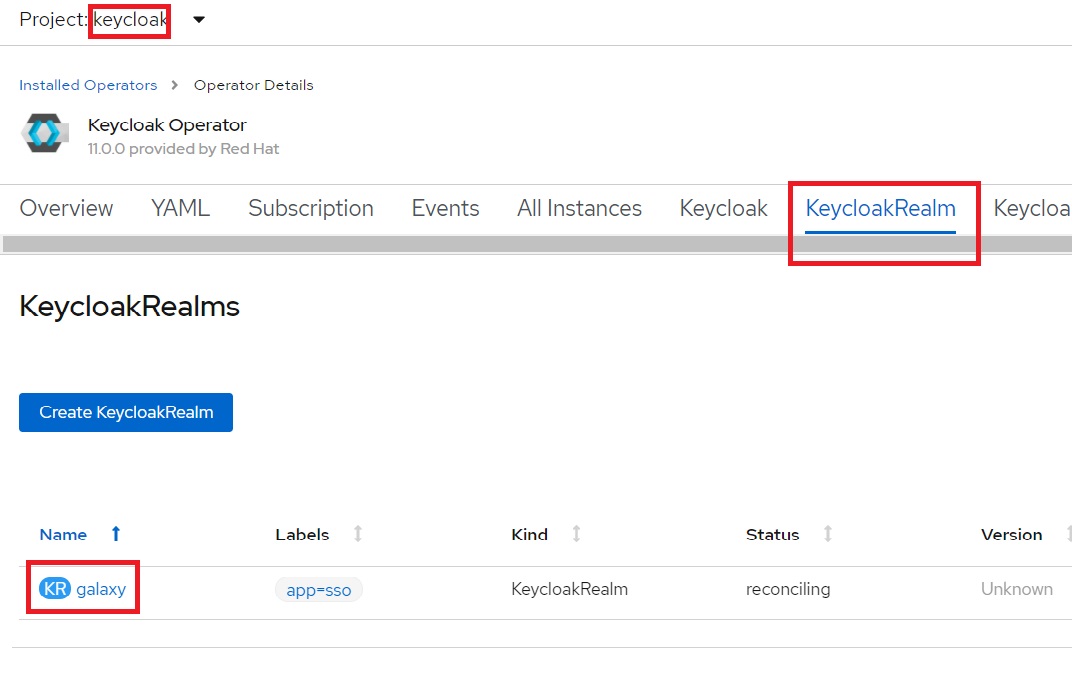 Project: keycloak
Installed Operators > Operator Details
Keycloak Operator
11.0.0 provided by Red Hat
Overview YAML Subscription Events All Instances Keycloak KeycloakRealm Keycloa
KeycloakRealms
Create KeycloakRealm
Name Labels Kind Status Version
KR galaxy app=sso KeycloakRealm reconciling Unknown